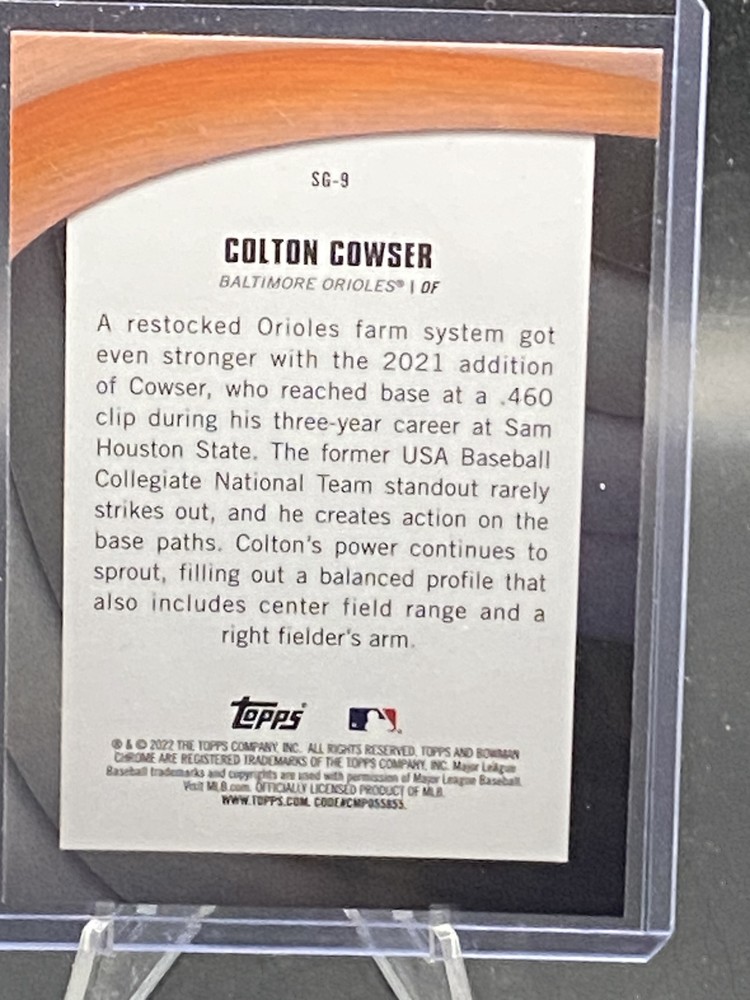 SG-9
COLTON COWSER
BALTIMORE ORIOLES® | OF
A restocked Orioles farm system got
even stronger with the 2021 addition
of Cowser, who reached base at a .460
clip during his three-year career at Sam
Houston State. The former USA Baseball
Collegiate National Team standout rarely
strikes out, and he creates action on the
base paths. Colton's power continues to
sprout, filling out a balanced profile that
also includes center field range and a
right fielder's arm.
Topps
® & © 2022 THE TOPPS COMPANY, INC. ALL RIGHTS RESERVED. TOPPS AND BOWMAN
CHROME ARE REGISTERED TRADEMARKS OF THE TOPPS COMPANY, INC. Major League
Baseball trademarks and copyrights are used with permission of Major League Baseball.
Visit MLB.com. OFFICIALLY LICENSED PRODUCT OF MLB.
WWW.TOPPS.COM. CODE#CMP055855.